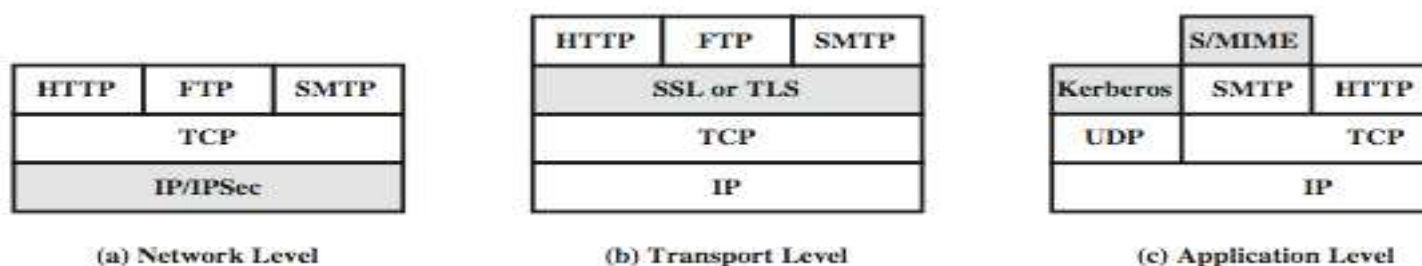 HTTP FTP SMTP
TCP
IP/IPSec
(a) Network Level
HTTP FTP SMTP
SSL or TLS
TCP
IP
(b) Transport Level
S/MIME
Kerberos SMTP HTTP
UDP TCP
IP
(c) Application Level